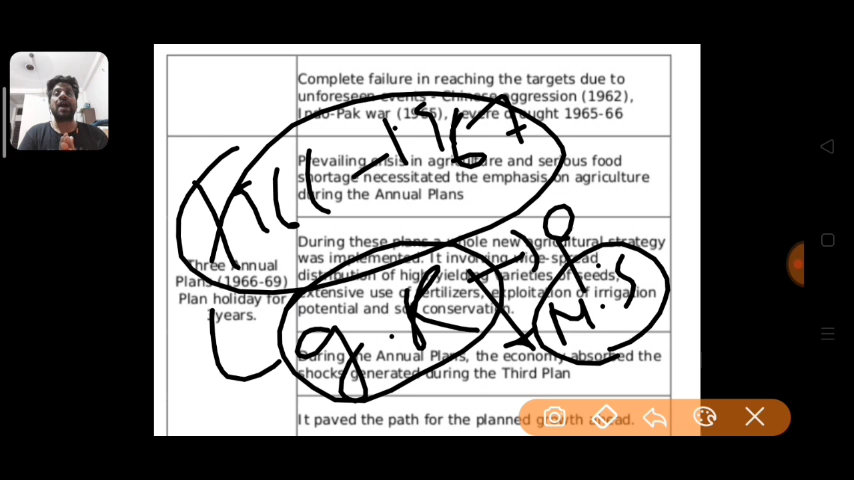 Complete failure in reaching the targets due to
unforeseen events - Chinese aggression (1962),
Indo-Pak war (1965), severe drought 1965-66
Prevailing crisis in agriculture and serious food
shortage necessitated the emphasis on agriculture
during the Annual Plans
During these plans a whole new agricultural strategy
was implemented. It involving wide-spread
distribution of high-yielding varieties of seeds,
extensive use of fertilizers, exploitation of irrigation
potential and soil conservation.
Three Annual
Plans (1966-69)
Plan holiday for
3years.
During the Annual Plans, the economy absorbed the
shocks generated during the Third Plan
It paved the path for the planned growth ahead.
-1967
g.R
M.S